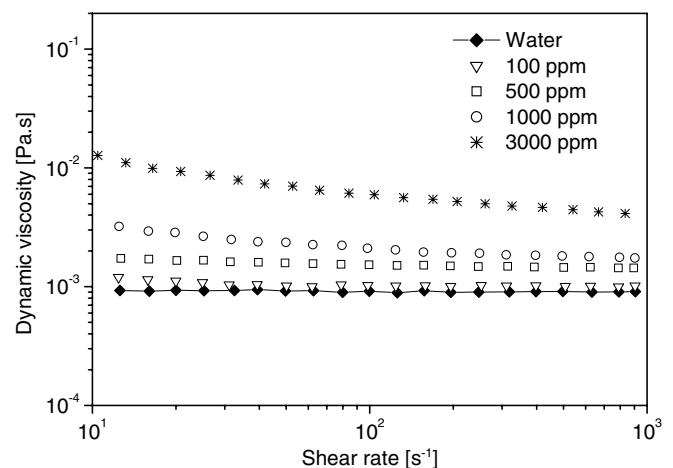 10⁻¹
Water
100 ppm
500 ppm
1000 ppm
3000 ppm
10⁻²
Dynamic viscosity [Pa.s]
10⁻³
10⁻⁴
10¹
10²
10³
Shear rate [s⁻¹]